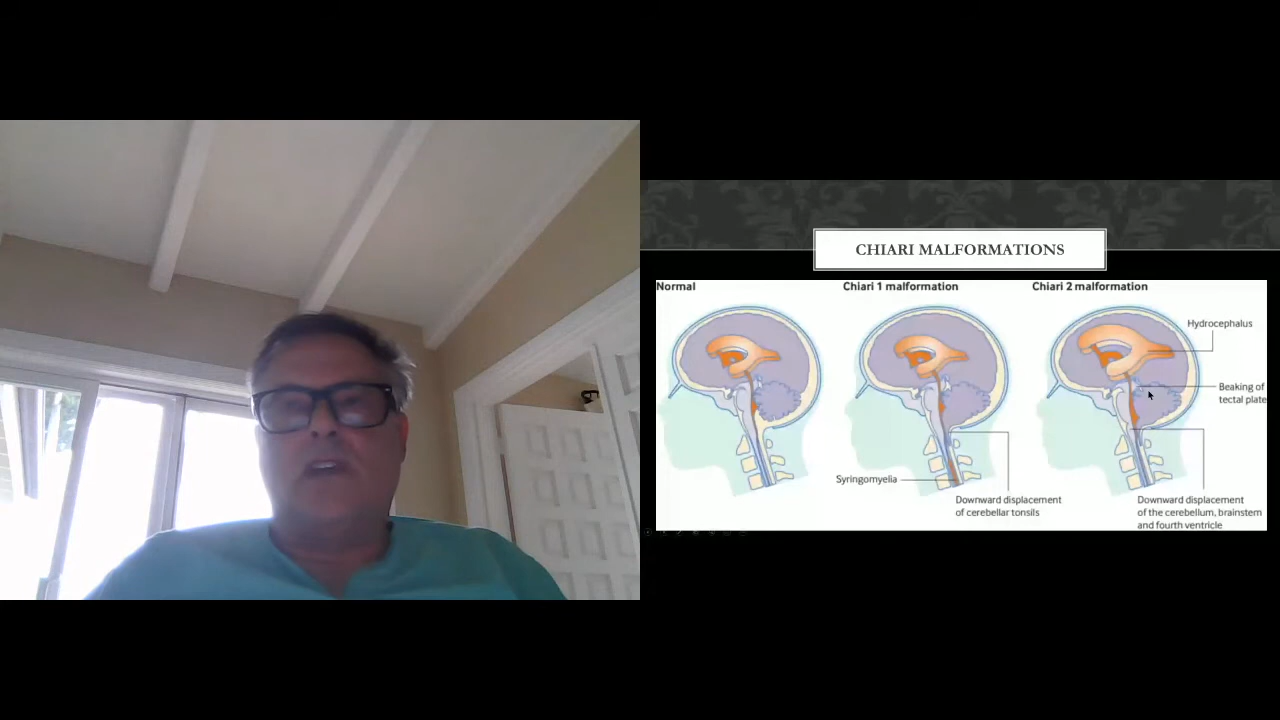 CHIARI MALFORMATIONS
Normal
Chiari 1 malformation
Chiari 2 malformation
Hydrocephalus
Beaking of
tectal plate
Syringomyelia
Downward displacement
of cerebellar tonsils
Downward displacement
of the cerebellum, brainstem
and fourth ventricle